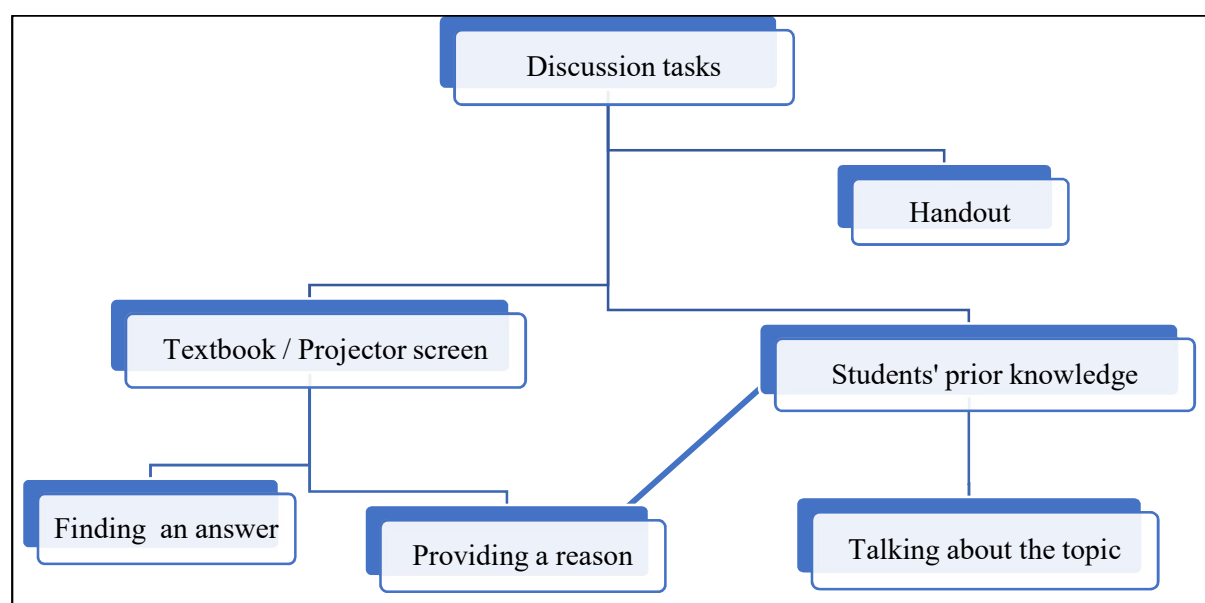 Discussion tasks
Handout
Textbook / Projector screen
Students' prior knowledge
Finding  an answer
Providing a reason
Talking about the topic